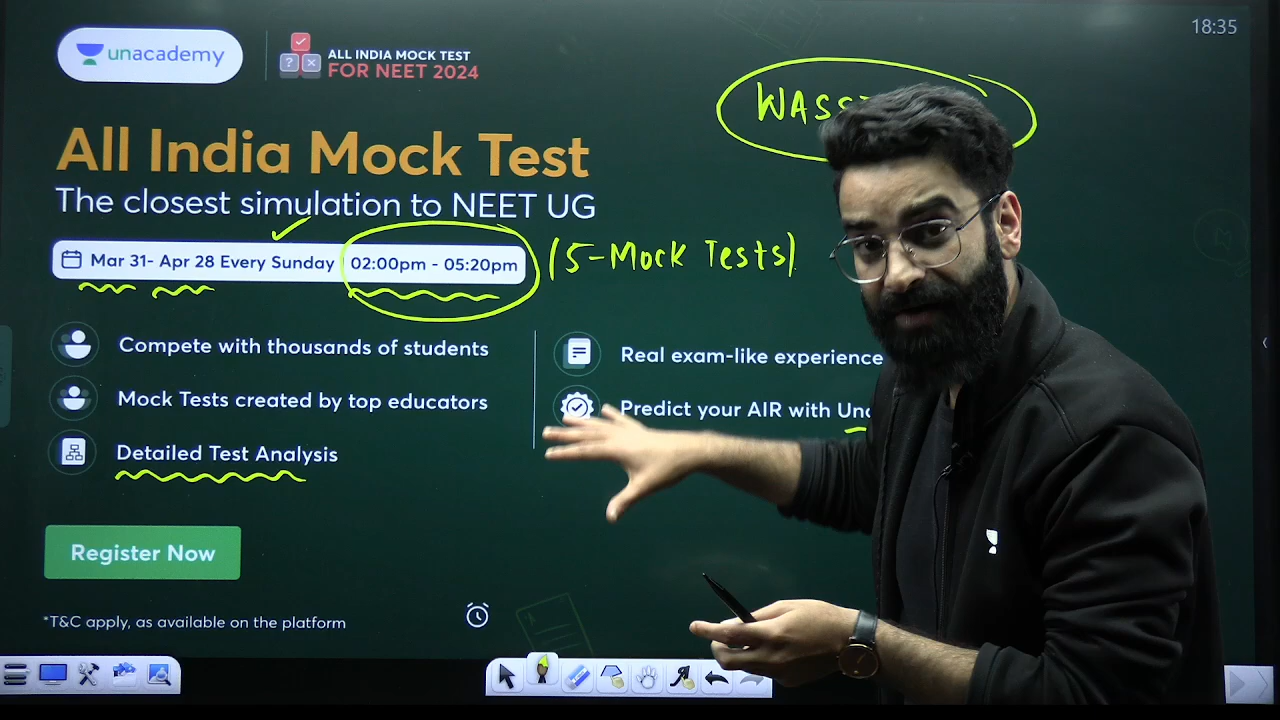 18:35
unacademy
ALL INDIA MOCK TEST
FOR NEET 2024
All India Mock Test
The closest simulation to NEET UG
Mar 31- Apr 28 Every Sunday 02:00pm - 05:20pm
(5-Mock Tests)
Compete with thousands of students
Mock Tests created by top educators
Detailed Test Analysis
Real exam-like experience
Predict your AIR with
Register Now
*T&C apply, as available on the platform